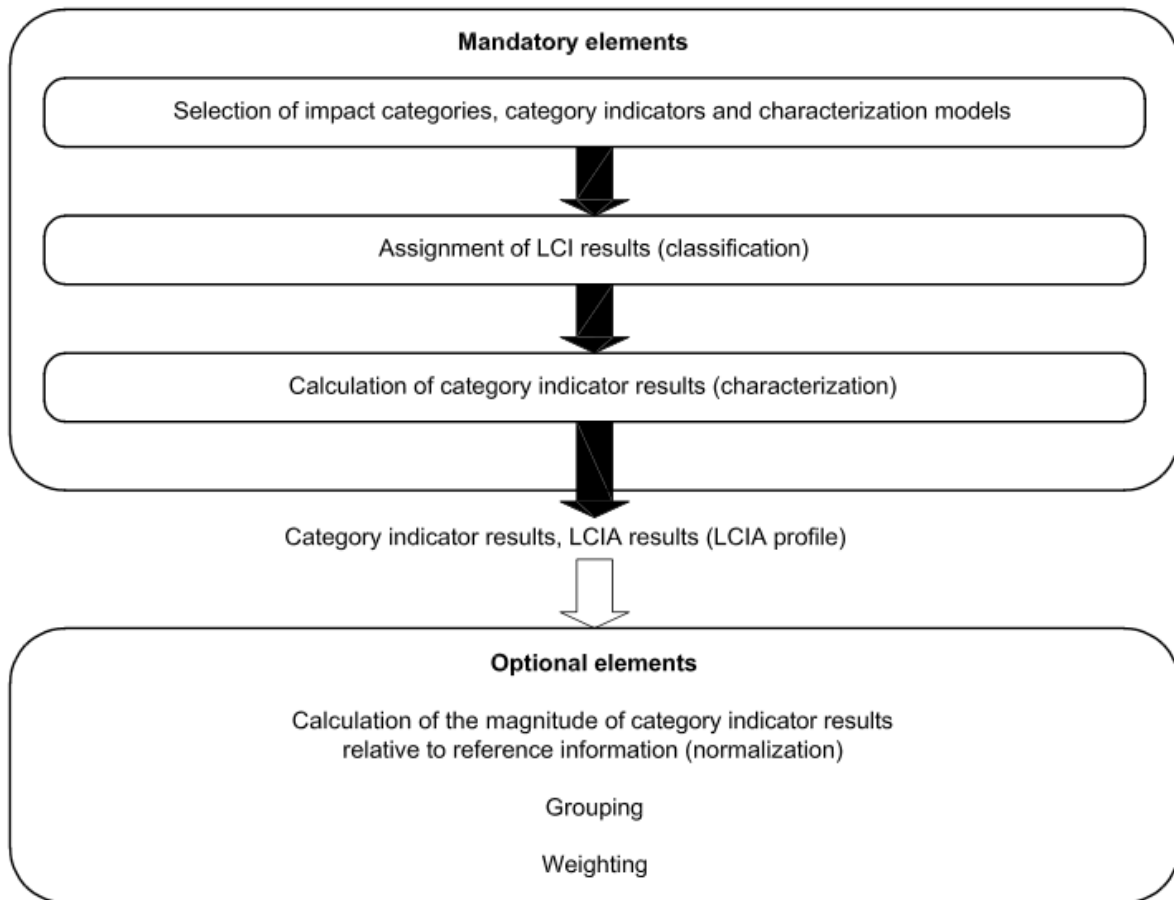 Mandatory elements
Selection of impact categories, category indicators and characterization models
Assignment of LCI results (classification)
Calculation of category indicator results (characterization)
Category indicator results, LCIA results (LCIA profile)
Optional elements
Calculation of the magnitude of category indicator results
relative to reference information (normalization)
Grouping
Weighting